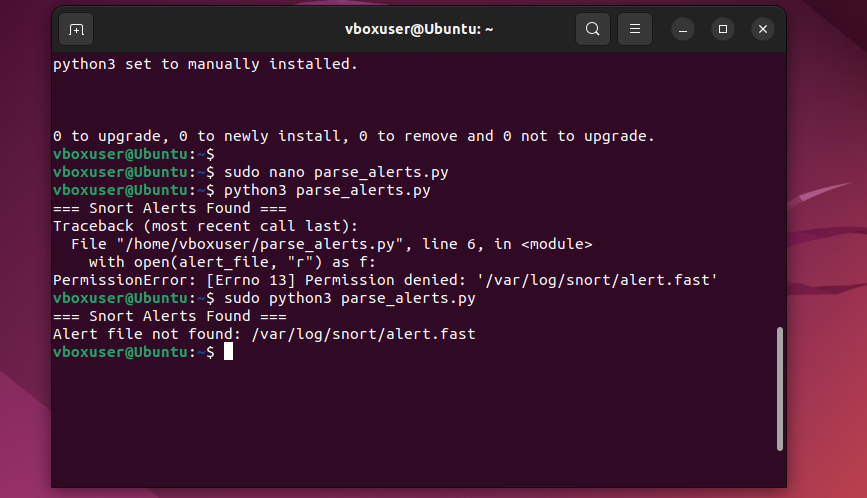 vboxuser@Ubuntu: ~
python3 set to manually installed.
0 to upgrade, 0 to newly install, 0 to remove and 0 not to upgrade.
vboxuser@Ubuntu:~$
vboxuser@Ubuntu:~$ sudo nano parse_alerts.py
vboxuser@Ubuntu:~$ python3 parse_alerts.py
=== Snort Alerts Found ===
Traceback (most recent call last):
  File "/home/vboxuser/parse_alerts.py", line 6, in <module>
    with open(alert_file, "r") as f:
PermissionError: [Errno 13] Permission denied: '/var/log/snort/alert.fast'
vboxuser@Ubuntu:~$ sudo python3 parse_alerts.py
=== Snort Alerts Found ===
Alert file not found: /var/log/snort/alert.fast
vboxuser@Ubuntu:~$